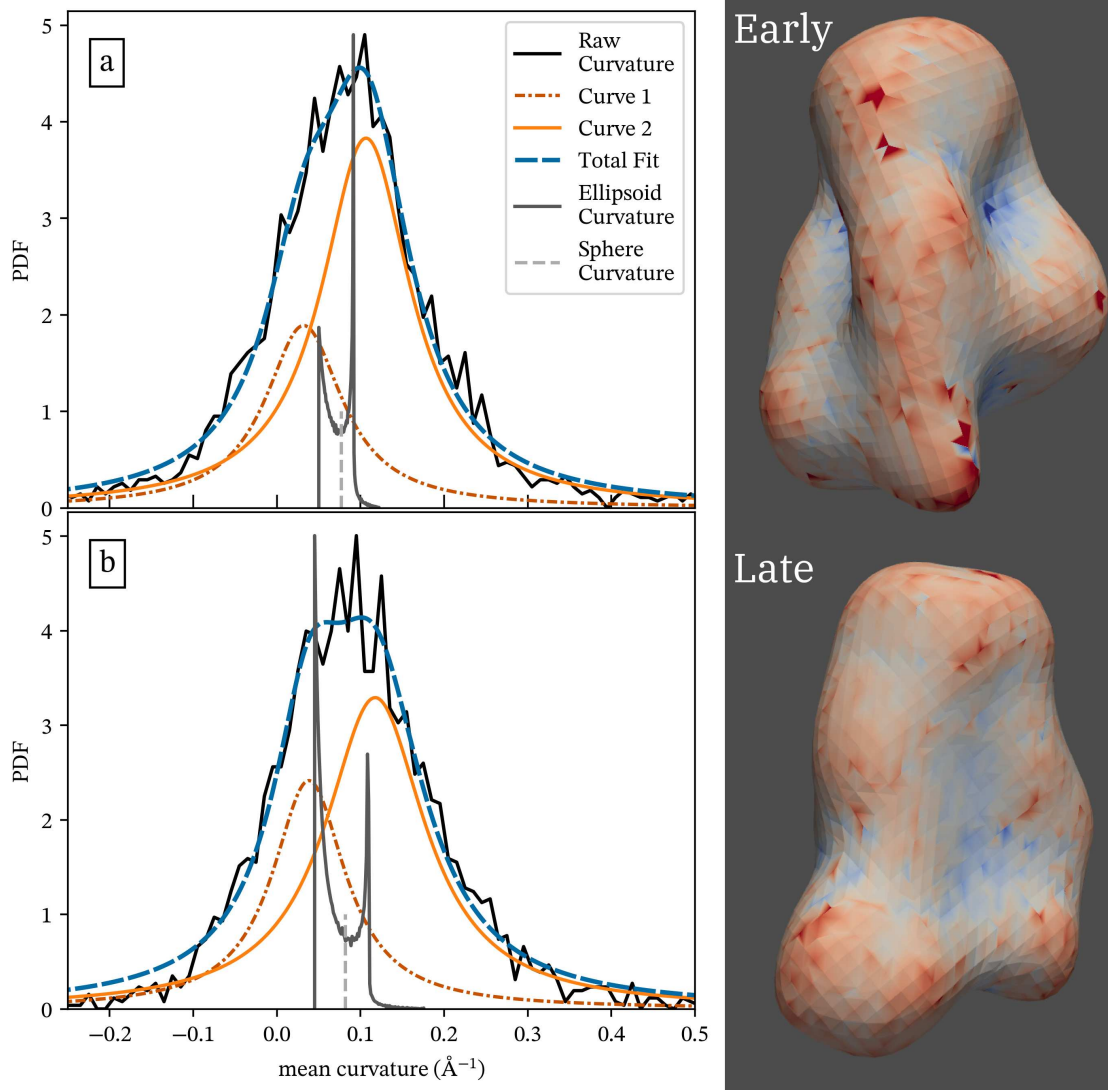 a
Raw
Curvature
Curve 1
Curve 2
Total Fit
Ellipsoid
Curvature
Sphere
Curvature
5
4
3
2
1
0
PDF
b
5
4
3
2
1
0
PDF
−0.2 −0.1 0.0 0.1 0.2 0.3 0.4 0.5
mean curvature (Å⁻¹)
Early
Late